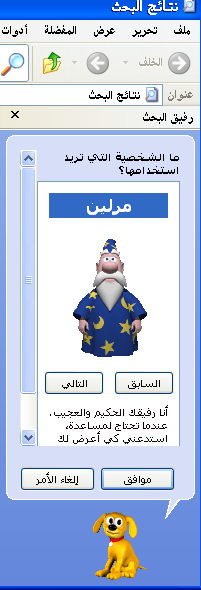 نتائج البحث
ملف تحرير عرض المفضلة أدوات
الخلف
عنوان نتائج البحث
رفيق البحث
ما الشخصية التي تريد
استخدامها؟
مرلين
السابق التالي
أنا رفيقك الحكيم والعجيب.
عندما تحتاج لمساعدة،
استدعني كي أعرض لك
موافق إلغاء الأمر